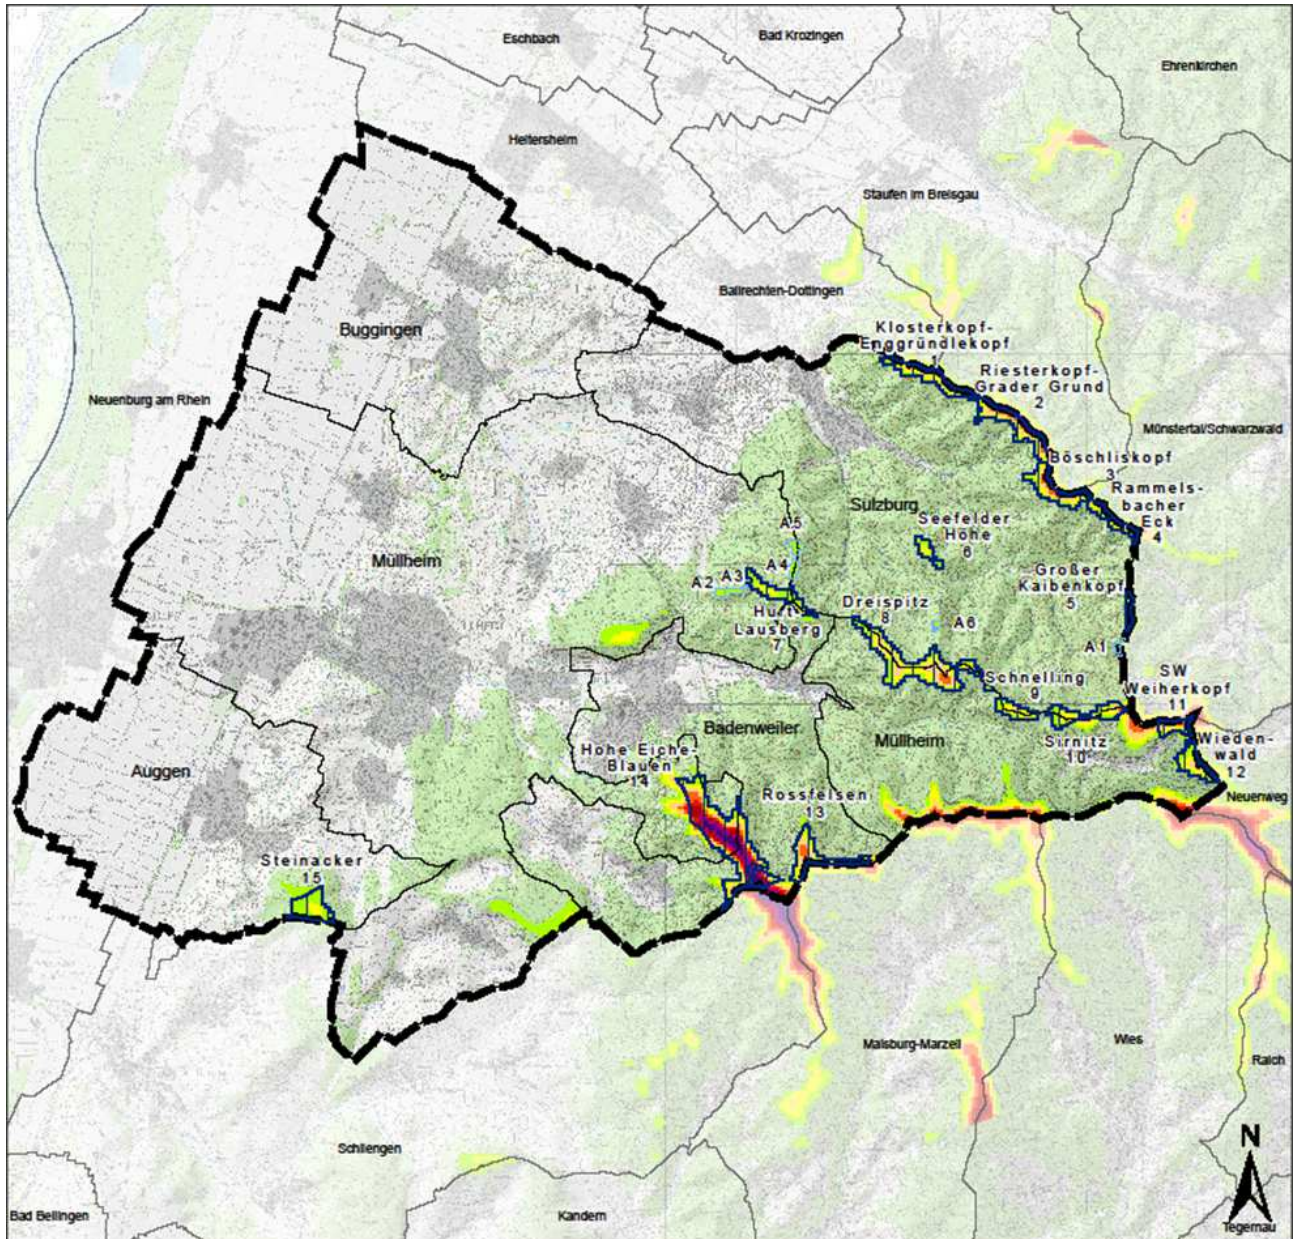 Eschbach
Bad Krozingen
Ehrenkirchen
Heitersheim
Staufen im Breisgau
Ballrechten-Dottingen
Klosterkopf-
Enggründlekopf
1
Buggingen
Riesterkopf-
Grader Grund
2
Neuenburg am Rhein
Münstertal/Schwarzwald
Böschliskopf
3
Rammels-
bacher
Eck
4
Sulzburg
Seefelder
Höhe
6
A5
Müllheim
A4
A3
A2
Großer
Kaibenkopf
5
Dreispitz
8
Hurt-
Lausberg
7
A6
A1
SW
Weiherkopf
11
Schnelling
9
Badenweiler
Müllheim
Sirnitz
10
Wieden-
wald
12
Hohe Eiche-
Blauen
14
Auggen
Rossfelsen
13
Neuenweg
Steinacker
15
Malsburg-Marzell
Wies
Raich
Schliengen
N
Bad Bellingen
Kandern
Tegernau